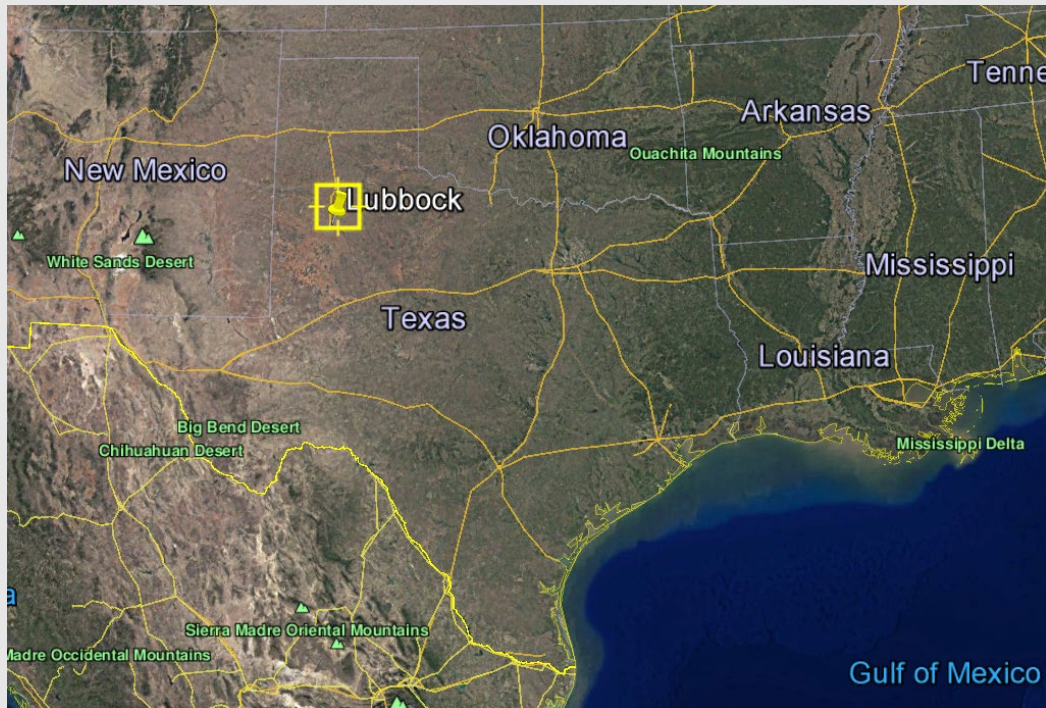 Tenne
Arkansas
Oklahoma
Ouachita Mountains
New Mexico
Lubbock
White Sands Desert
Mississippi
Texas
Louisiana
Big Bend Desert
Chihuahuan Desert
Mississippi Delta
a
Sierra Madre Oriental Mountains
Madre Occidental Mountains
Gulf of Mexico